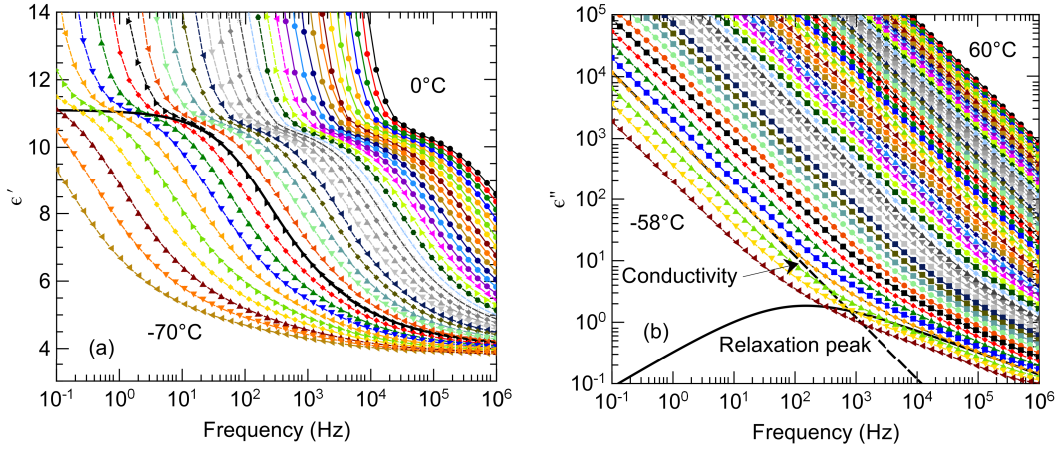 14
12
10
8
6
4
ϵ′
0°C
-70°C
(a)
10⁻¹ 10⁰ 10¹ 10² 10³ 10⁴ 10⁵ 10⁶
Frequency (Hz)
10⁵
10⁴
10³
10²
10¹
10⁰
10⁻¹
ϵ″
60°C
-58°C
Conductivity
(b)
Relaxation peak
10⁻¹ 10⁰ 10¹ 10² 10³ 10⁴ 10⁵ 10⁶
Frequency (Hz)